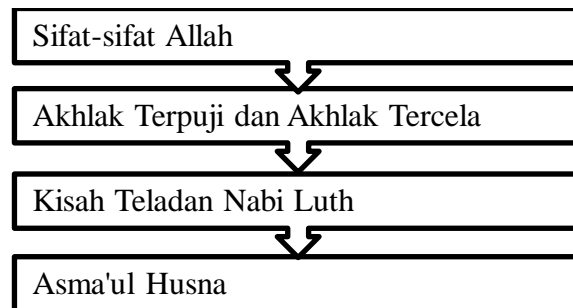 Sifat-sifat Allah
Akhlak Terpuji dan Akhlak Tercela
Kisah Teladan Nabi Luth
Asma'ul Husna